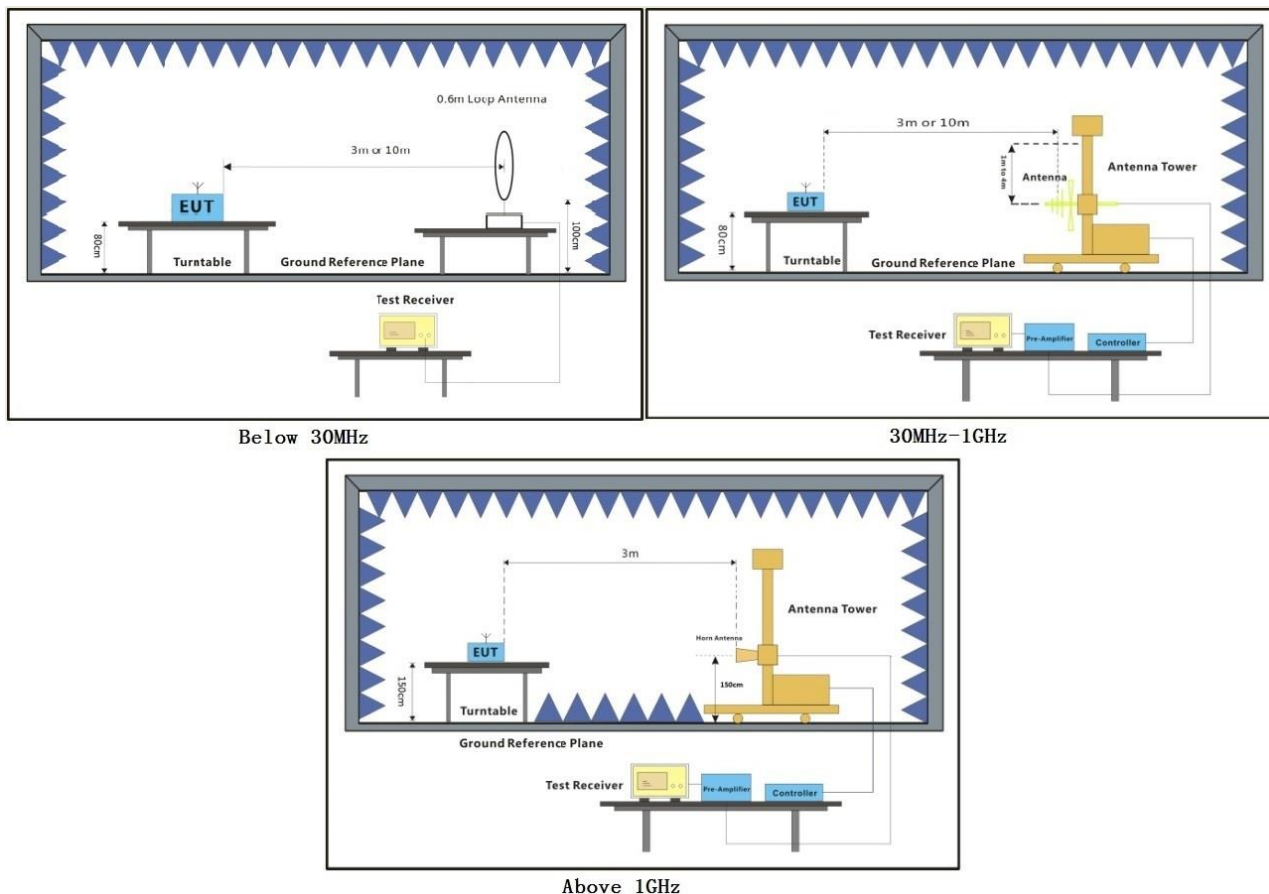 0.6m Loop Antenna
3m or 10m
EUT
80cm
100cm
Turntable
Ground Reference Plane
Test Receiver
Below 30MHz
3m or 10m
1m to 4m
Antenna
Antenna Tower
EUT
80cm
Turntable
Ground Reference Plane
Test Receiver
Pre-Amplifier
Controller
30MHz-1GHz
3m
Antenna Tower
Horn Antenna
EUT
150cm
150cm
Turntable
Ground Reference Plane
Test Receiver
Pre-Amplifier
Controller
Above 1GHz